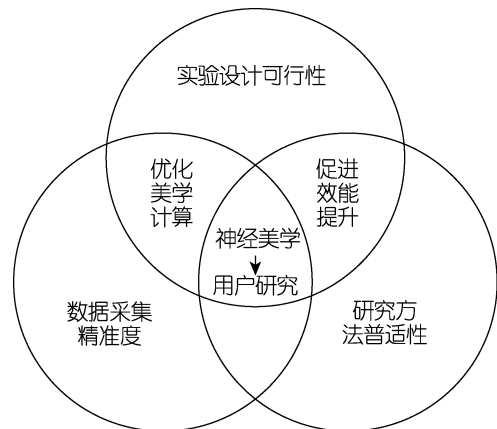 实验设计可行性
优化
美学
计算
促进
效能
提升
神经美学
用户研究
数据采集
精准度
研究方
法普适性